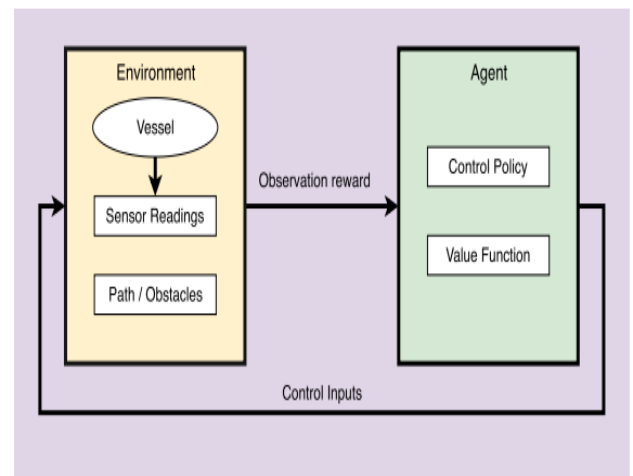 Environment
Vessel
Sensor Readings
Path / Obstacles
Observation reward
Agent
Control Policy
Value Function
Control Inputs